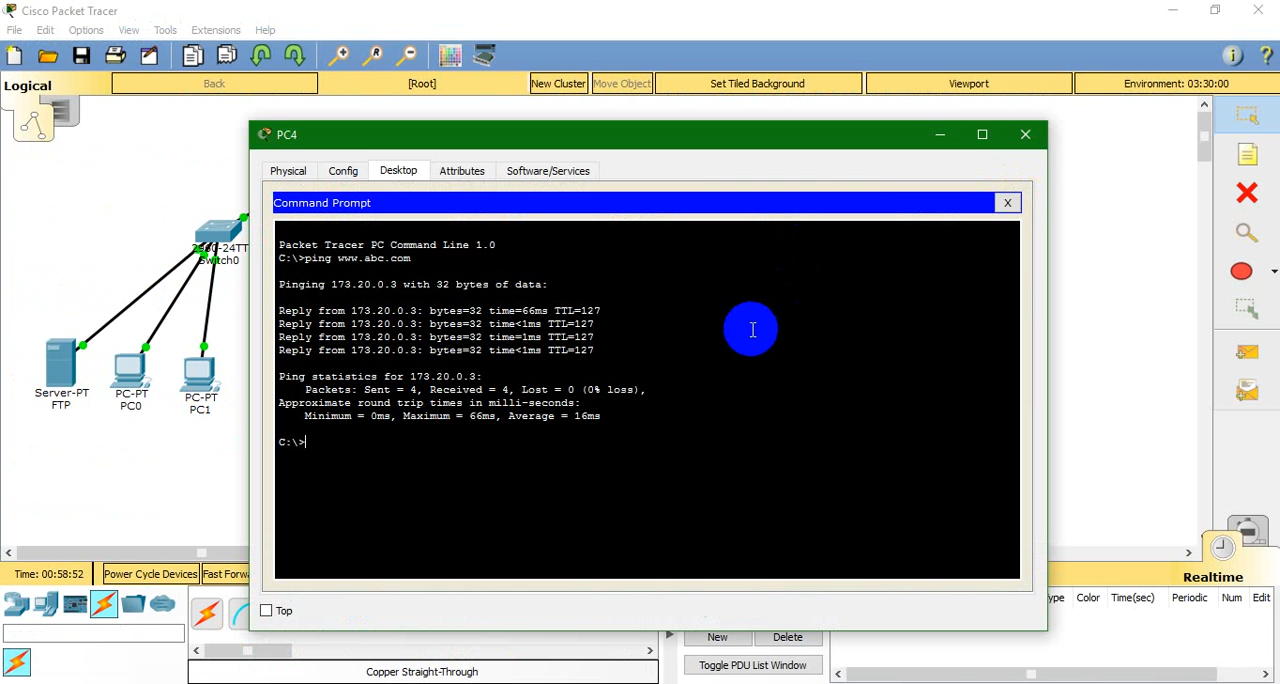 Cisco Packet Tracer
File Edit Options View Tools Extensions Help
Logical
Back
[Root]
New Cluster
Move Object
Set Tiled Background
Viewport
Environment: 03:30:00
PC4
Physical
Config
Desktop
Attributes
Software/Services
Command Prompt
X
Packet Tracer PC Command Line 1.0
C:\>ping www.abc.com
Pinging 173.20.0.3 with 32 bytes of data:
Reply from 173.20.0.3: bytes=32 time=66ms TTL=127
Reply from 173.20.0.3: bytes=32 time<1ms TTL=127
Reply from 173.20.0.3: bytes=32 time=1ms TTL=127
Reply from 173.20.0.3: bytes=32 time<1ms TTL=127
Ping statistics for 173.20.0.3:
Packets: Sent = 4, Received = 4, Lost = 0 (0% loss),
Approximate round trip times in milli-seconds:
Minimum = 0ms, Maximum = 66ms, Average = 16ms
C:\>
Top
Switch0
Server-PT
FTP
PC-PT
PC0
PC-PT
PC1
Time: 00:58:52
Power Cycle Devices
Fast Forw
Realtime
ype Color Time(sec) Periodic Num Edit
New
Delete
Toggle PDU List Window
Copper Straight-Through